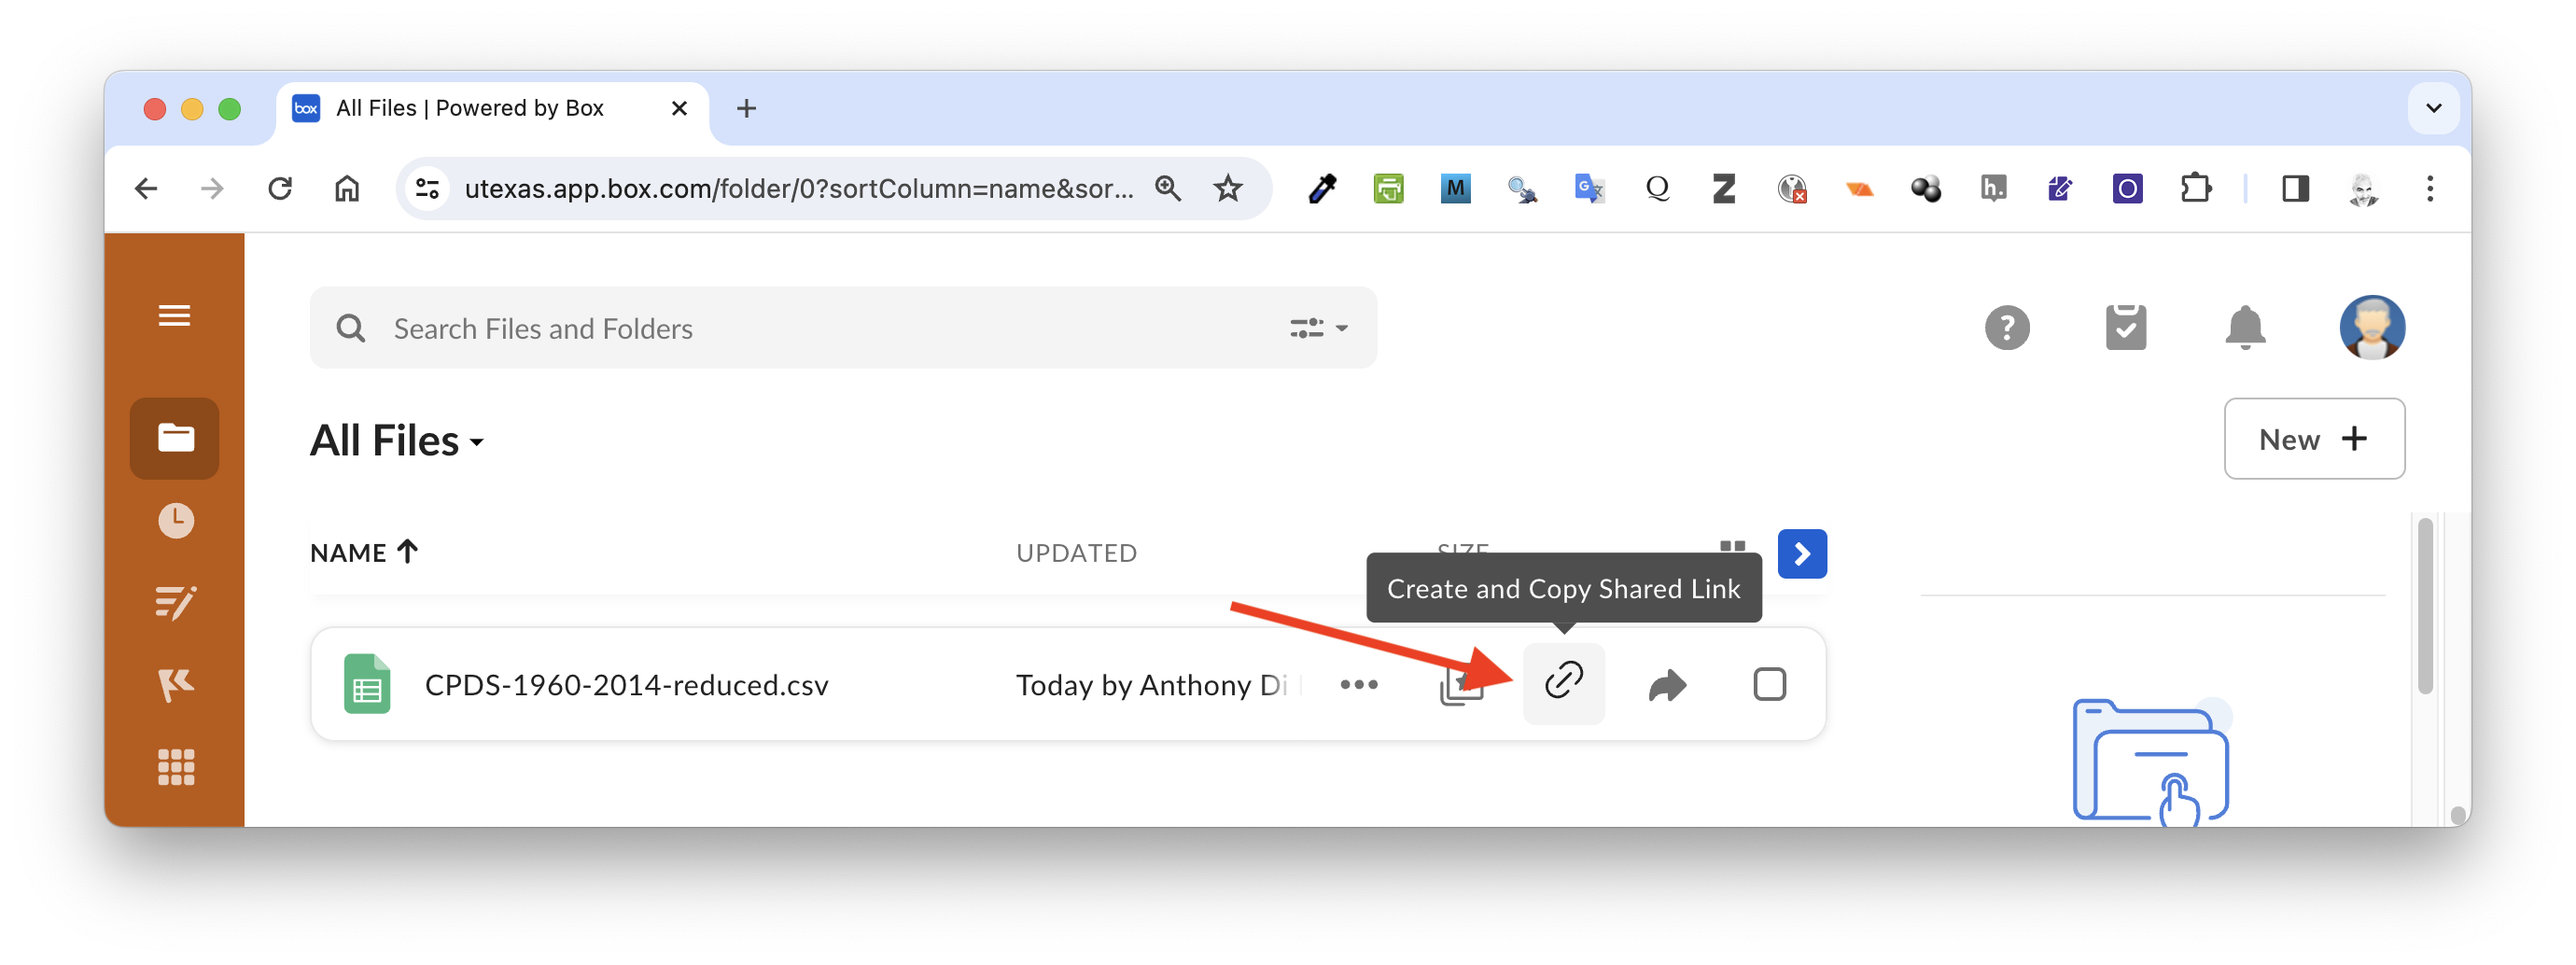 box All Files | Powered by Box
utexas.app.box.com/folder/0?sortColumn=name&sor...
M
Q
Z
h.
O
Search Files and Folders
?
All Files
New +
NAME UPDATED SIZE
Create and Copy Shared Link
CPDS-1960-2014-reduced.csv Today by Anthony Di